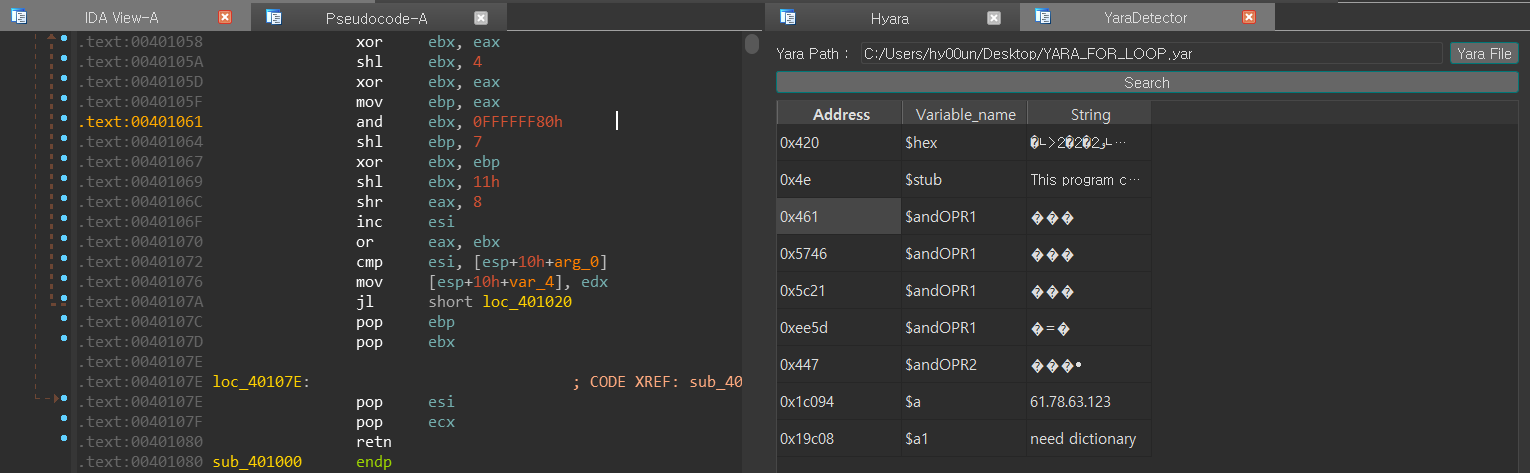 IDA View-A
Pseudocode-A
Hyara
YaraDetector
.text:00401058 xor ebx, eax
.text:0040105A shl ebx, 4
.text:0040105D xor ebx, eax
.text:0040105F mov ebp, eax
.text:00401061 and ebx, 0FFFFFF80h
.text:00401064 shl ebp, 7
.text:00401067 xor ebx, ebp
.text:00401069 shl ebx, 11h
.text:0040106C shr eax, 8
.text:0040106F inc esi
.text:00401070 or eax, ebx
.text:00401072 cmp esi, [esp+10h+arg_0]
.text:00401076 mov [esp+10h+var_4], edx
.text:0040107A jl short loc_401020
.text:0040107C pop ebp
.text:0040107D pop ebx
.text:0040107E
.text:0040107E loc_40107E: ; CODE XREF: sub_40
.text:0040107E pop esi
.text:0040107F pop ecx
.text:00401080 retn
.text:00401080 sub_401000 endp
Yara Path : C:/Users/hy00un/Desktop/YARA_FOR_LOOP.yar Yara File
Search
Address Variable_name String
0x420 $hex
0x4e $stub This program c…
0x461 $andOPR1 ���
0x5746 $andOPR1 ���
0x5c21 $andOPR1 ���
0xee5d $andOPR1 �=�
0x447 $andOPR2 ���•
0x1c094 $a 61.78.63.123
0x19c08 $a1 need dictionary